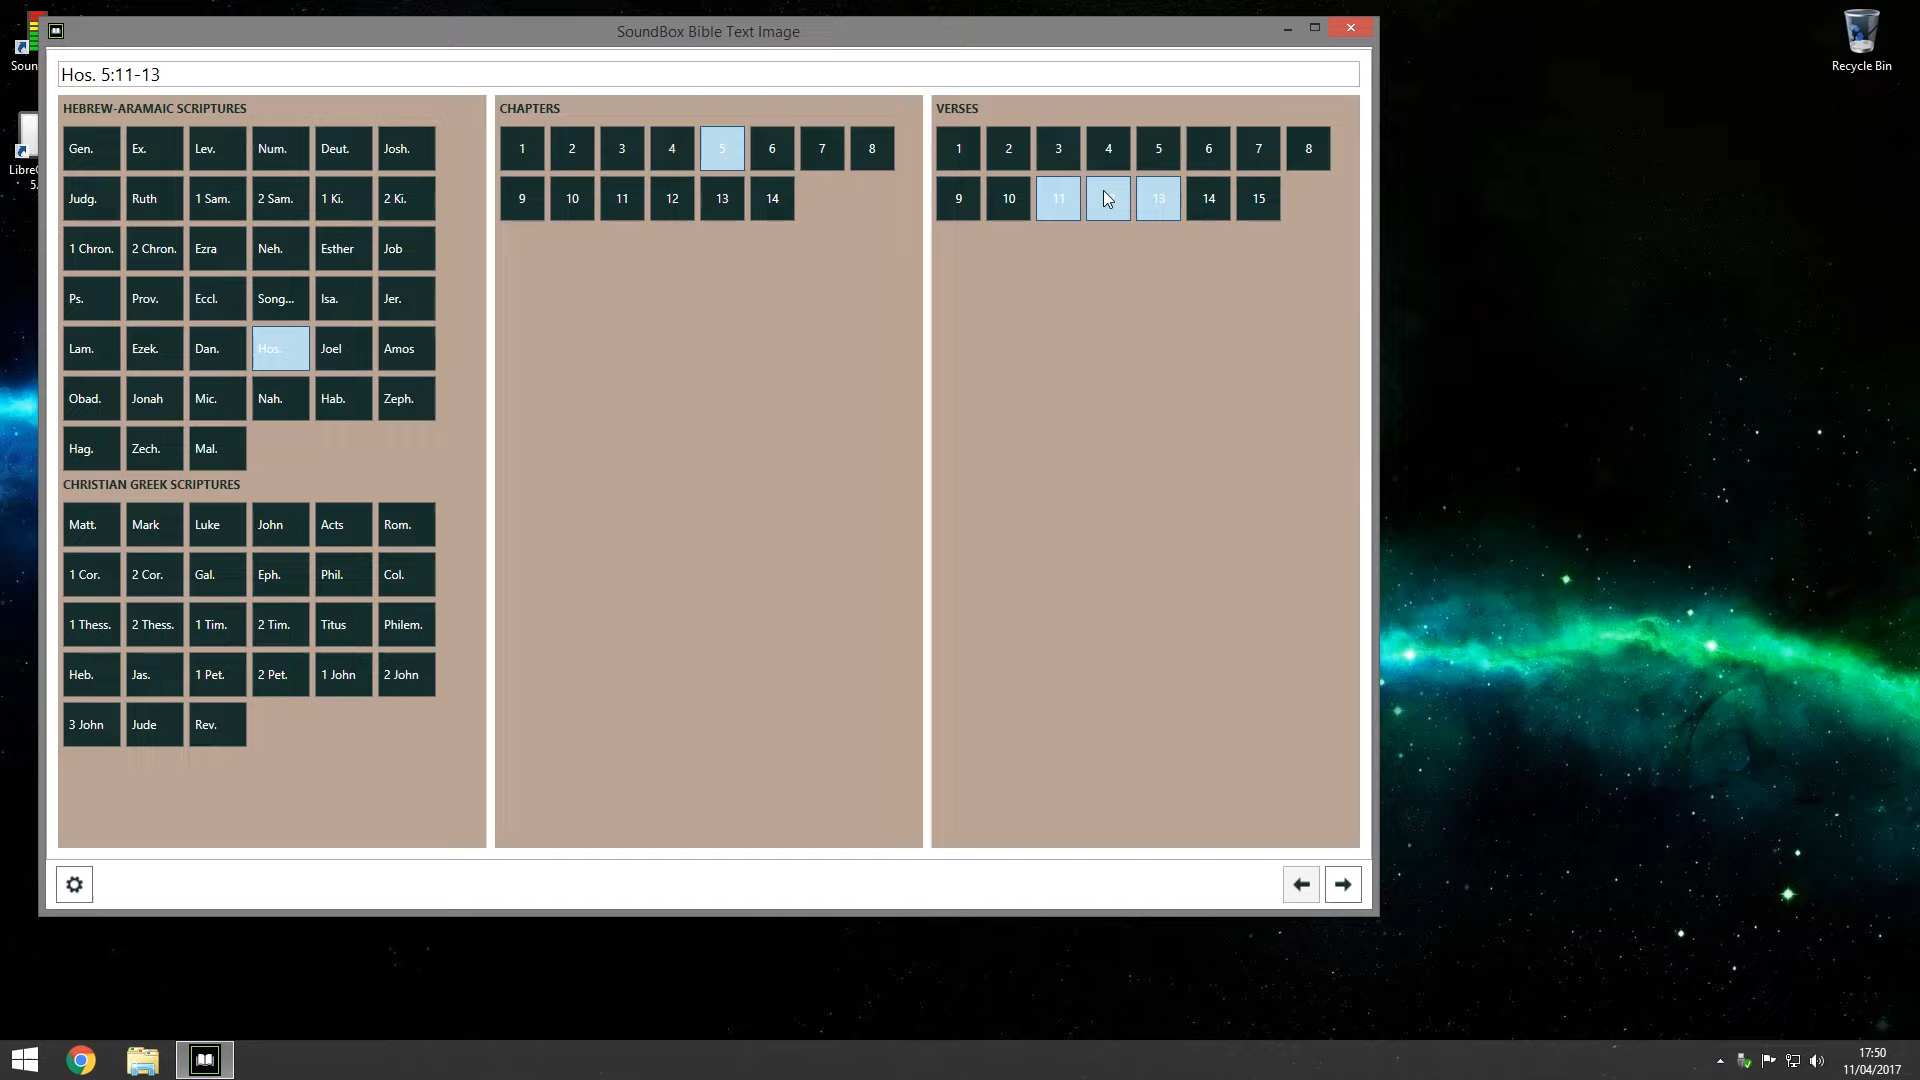 SoundBox Bible Text Image
Hos. 5:11-13
HEBREW-ARAMAIC SCRIPTURES
Gen. Ex. Lev. Num. Deut. Josh.
Judg. Ruth 1 Sam. 2 Sam. 1 Ki. 2 Ki.
1 Chron. 2 Chron. Ezra Neh. Esther Job
Ps. Prov. Eccl. Song... Isa. Jer.
Lam. Ezek. Dan. Hos. Joel Amos
Obad. Jonah Mic. Nah. Hab. Zeph.
Hag. Zech. Mal.
CHRISTIAN GREEK SCRIPTURES
Matt. Mark Luke John Acts Rom.
1 Cor. 2 Cor. Gal. Eph. Phil. Col.
1 Thess. 2 Thess. 1 Tim. 2 Tim. Titus Philem.
Heb. Jas. 1 Pet. 2 Pet. 1 John 2 John
3 John Jude Rev.
CHAPTERS
1 2 3 4 5 6 7 8
9 10 11 12 13 14
VERSES
1 2 3 4 5 6 7 8
9 10 11 13 14 15
Soun
Libre
5.
Recycle Bin
17:50
11/04/2017